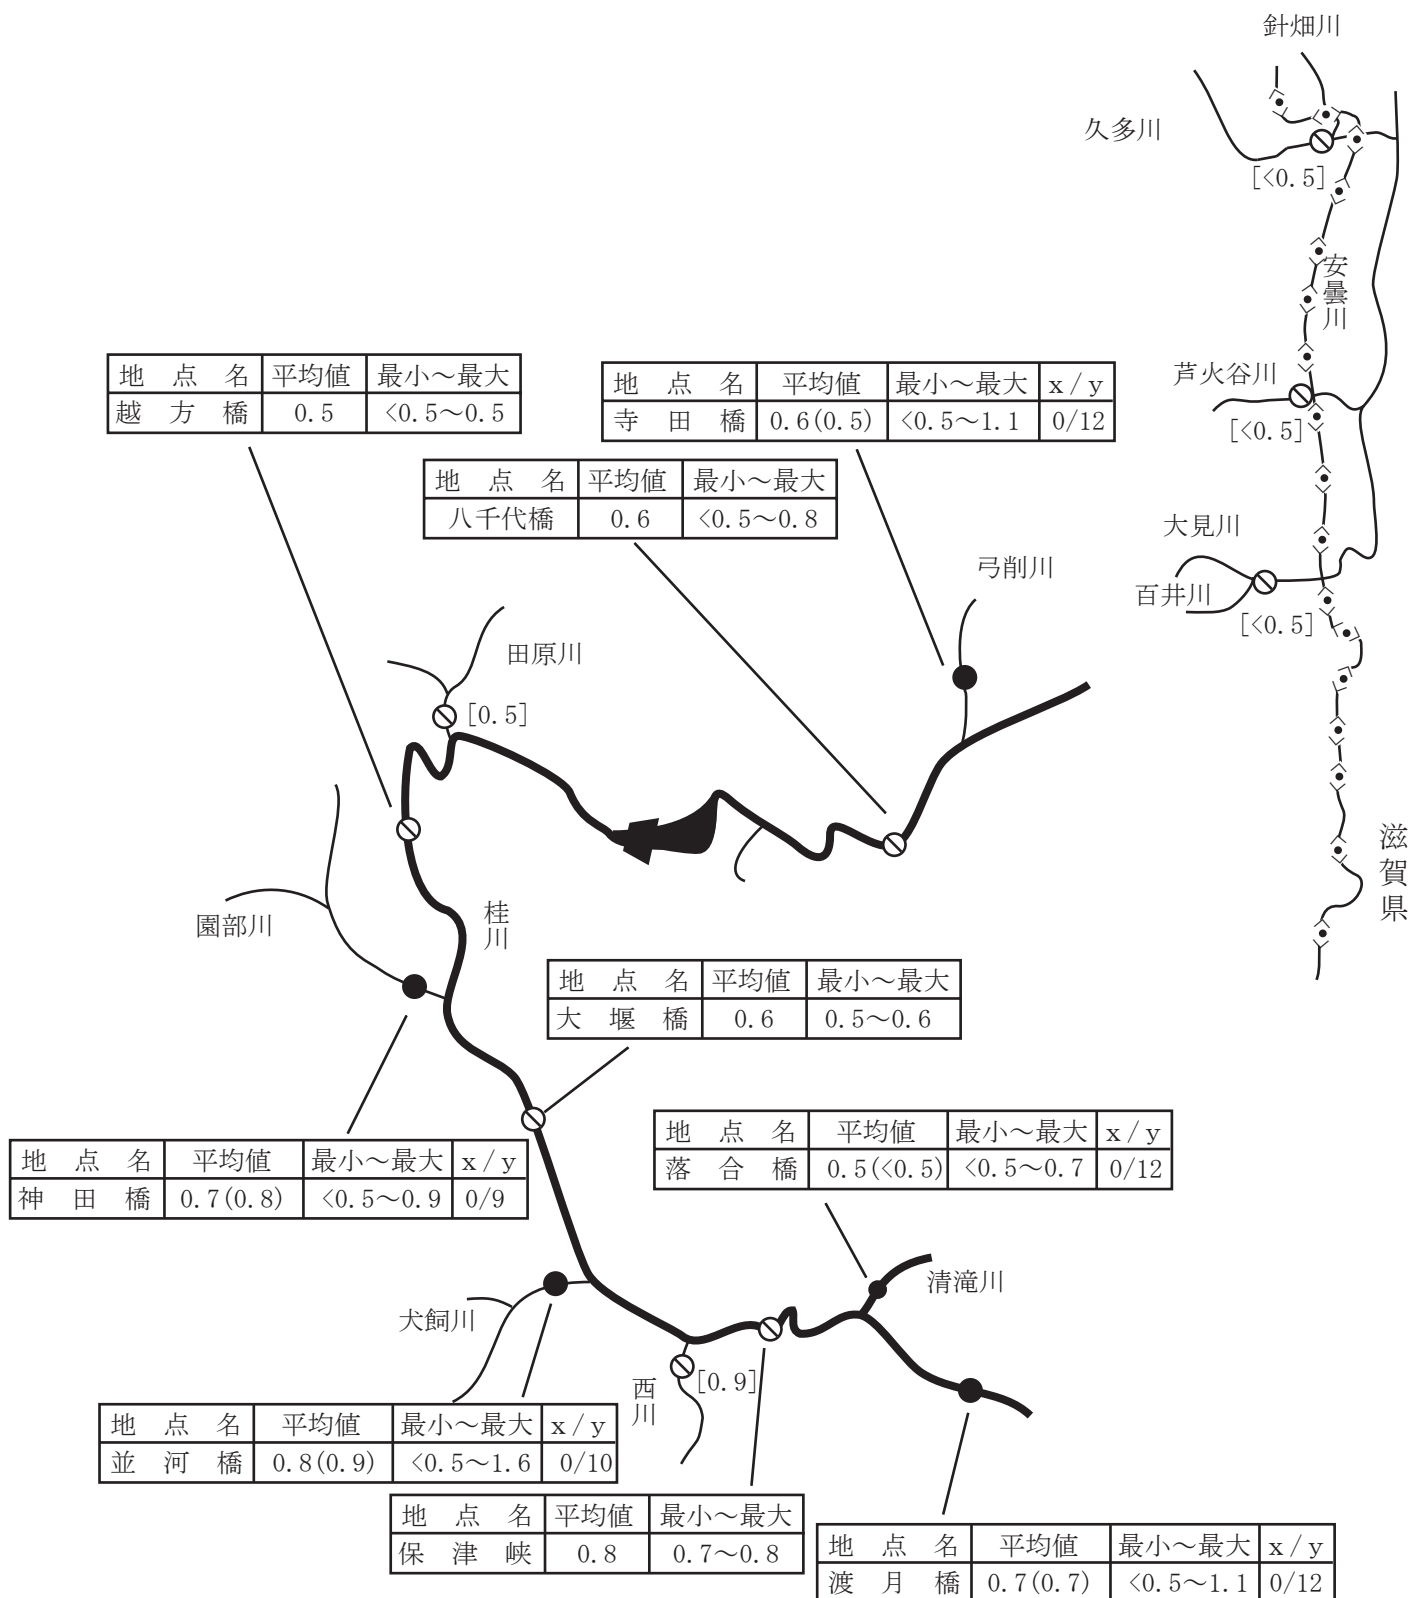 針畑川
久多川
[<0.5]
安曇川
芦火谷川
[<0.5]
大見川
百井川
[<0.5]
滋賀県
地点名 平均値 最小～最大
越方橋 0.5 <0.5～0.5
地点名 平均値 最小～最大 x/y
寺田橋 0.6(0.5) <0.5～1.1 0/12
地点名 平均値 最小～最大
八千代橋 0.6 <0.5～0.8
弓削川
田原川
[0.5]
園部川
桂川
地点名 平均値 最小～最大
大堰橋 0.6 0.5～0.6
地点名 平均値 最小～最大 x/y
神田橋 0.7(0.8) <0.5～0.9 0/9
地点名 平均値 最小～最大 x/y
落合橋 0.5(<0.5) <0.5～0.7 0/12
清滝川
犬飼川
西川
[0.9]
地点名 平均値 最小～最大 x/y
並河橋 0.8(0.9) <0.5～1.6 0/10
地点名 平均値 最小～最大
保津峡 0.8 0.7～0.8
地点名 平均値 最小～最大 x/y
渡月橋 0.7(0.7) <0.5～1.1 0/12